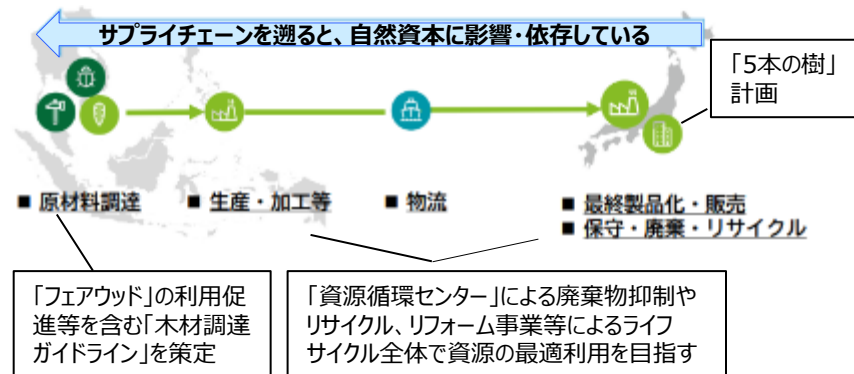 サプライチェーンを遡ると、自然資本に影響・依存している
「5本の樹」
計画
■ 原材料調達
■ 生産・加工等
■ 物流
■ 最終製品化・販売
■ 保守・廃棄・リサイクル
「フェアウッド」の利用促
進等を含む「木材調達
ガイドライン」を策定
「資源循環センター」による廃棄物抑制や
リサイクル、リフォーム事業等によるライフ
サイクル全体で資源の最適利用を目指す